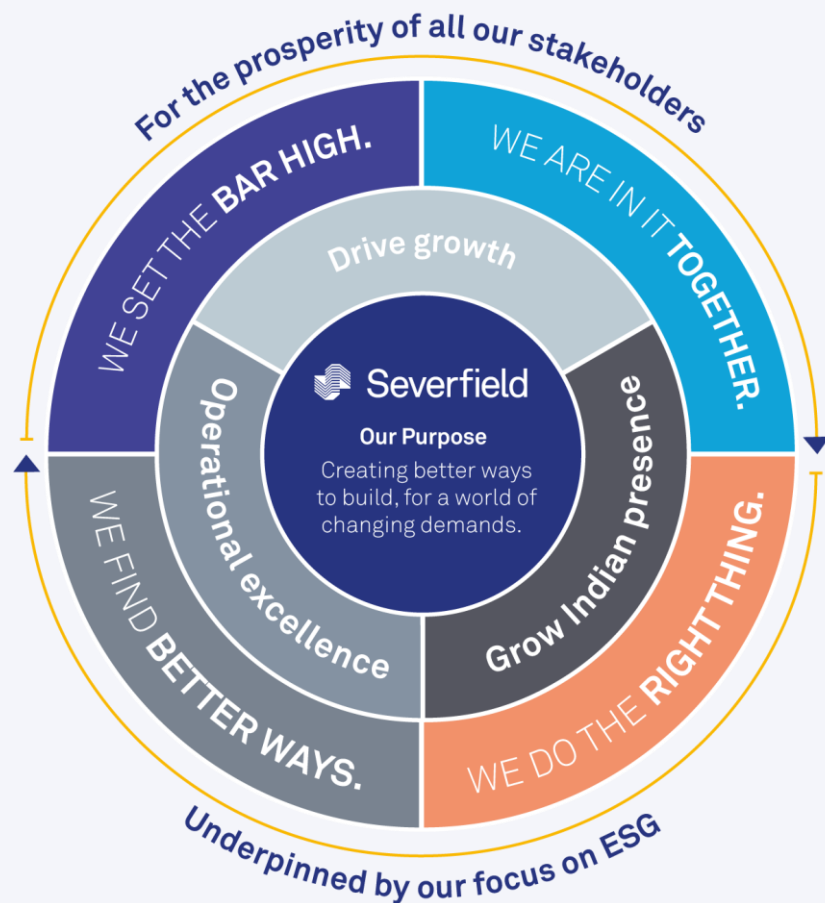 For the prosperity of all our stakeholders
WE SET THE BAR HIGH.
WE ARE IN IT TOGETHER.
Drive growth
Operational excellence
Grow Indian presence
Severfield
Our Purpose
Creating better ways
to build, for a world of
changing demands.
WE FIND BETTER WAYS.
WE DO THE RIGHT THING.
Underpinned by our focus on ESG